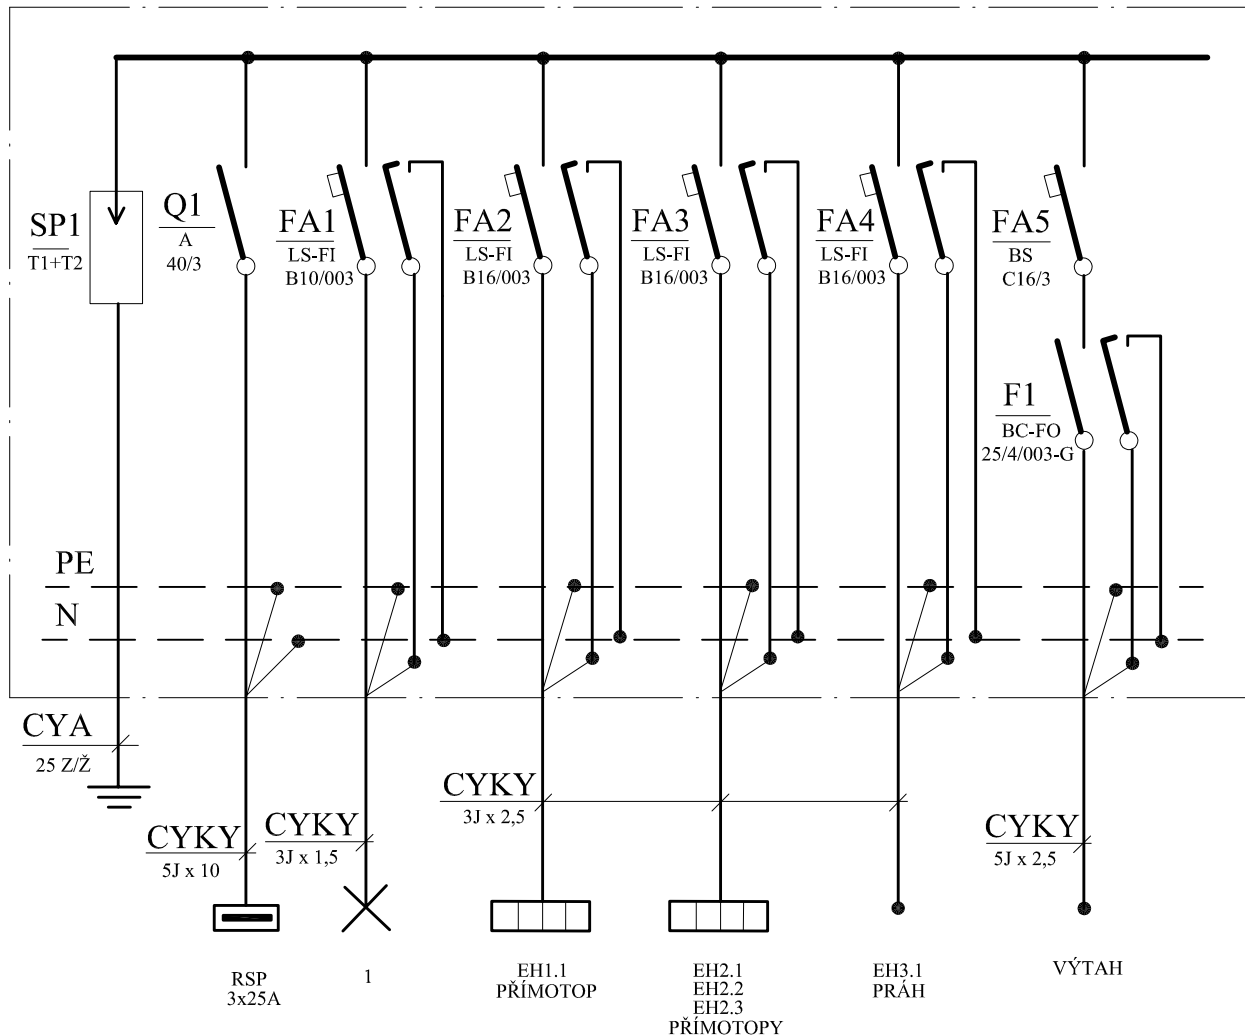 SP1
T1+T2
Q1
A
40/3
FA1
LS-FI
B10/003
FA2
LS-FI
B16/003
FA3
LS-FI
B16/003
FA4
LS-FI
B16/003
FA5
BS
C16/3
F1
BC-FO
25/4/003-G
PE
N
CYA
25 Z/Ž
CYKY
5J x 10
CYKY
3J x 1,5
CYKY
3J x 2,5
CYKY
5J x 2,5
RSP
3x25A
1
EH1.1
PŘÍMOTOP
EH2.1
EH2.2
EH2.3
PŘÍMOTOPY
EH3.1
PRÁH
VÝTAH